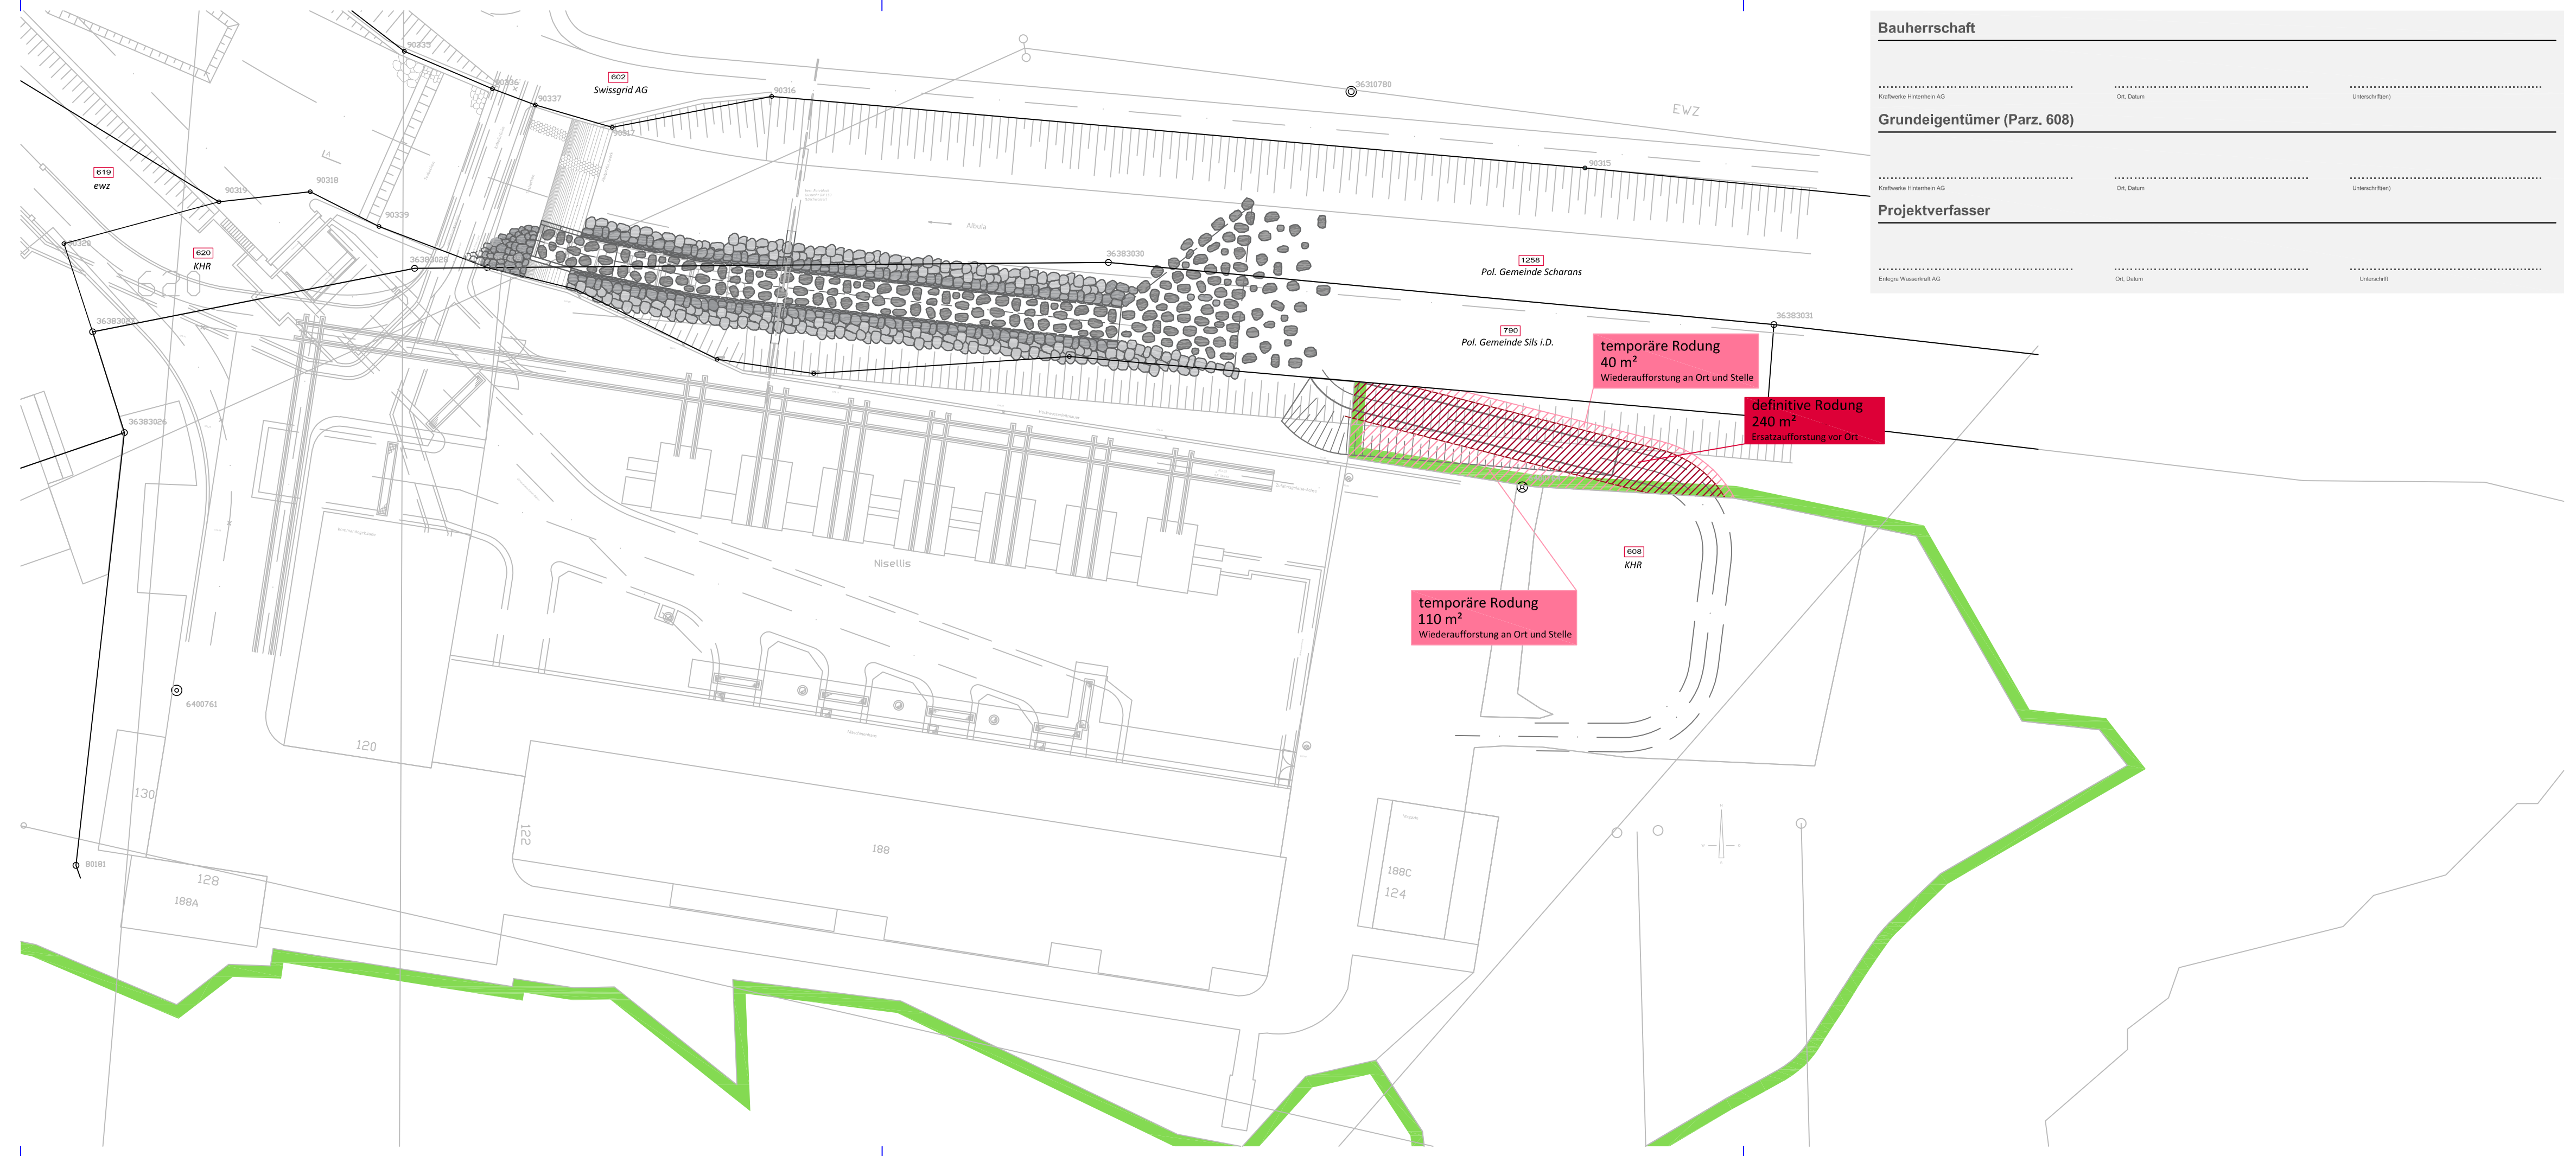 Bauherrschaft
Kraftwerke Hinterrhein AG
Ort, Datum
Unterschrift(en)
Grundeigentümer (Parz. 608)
Kraftwerke Hinterrhein AG
Ort, Datum
Unterschrift(en)
Projektverfasser
Entegra Wasserkraft AG
Ort, Datum
Unterschrift
90335
90336
90337
602
Swissgrid AG
90316
90317
36310780
EWZ
90315
619
ewz
90319
90318
90339
90320
620
KHR
620
36383028
Albula
36383030
1258
Pol. Gemeinde Scharans
36383031
790
Pol. Gemeinde Sils i.D.
temporäre Rodung
40 m²
Wiederaufforstung an Ort und Stelle
definitive Rodung
240 m²
Ersatzaufforstung vor Ort
36383026
Nisellis
608
KHR
temporäre Rodung
110 m²
Wiederaufforstung an Ort und Stelle
6400761
120
130
122
188
188C
124
80181
128
188A